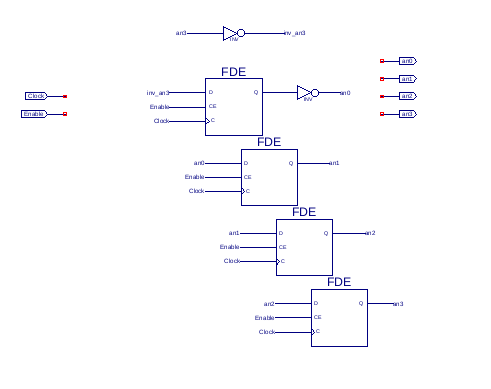 an3 INV inv_an3
an0
FDE
an1
inv_an3 D Q INV an0
Clock
an2
Enable CE
Enable
an3
Clock C
FDE
an0 D Q an1
Enable CE
Clock C
FDE
an1 D Q an2
Enable CE
Clock C
FDE
an2 D Q an3
Enable CE
Clock C